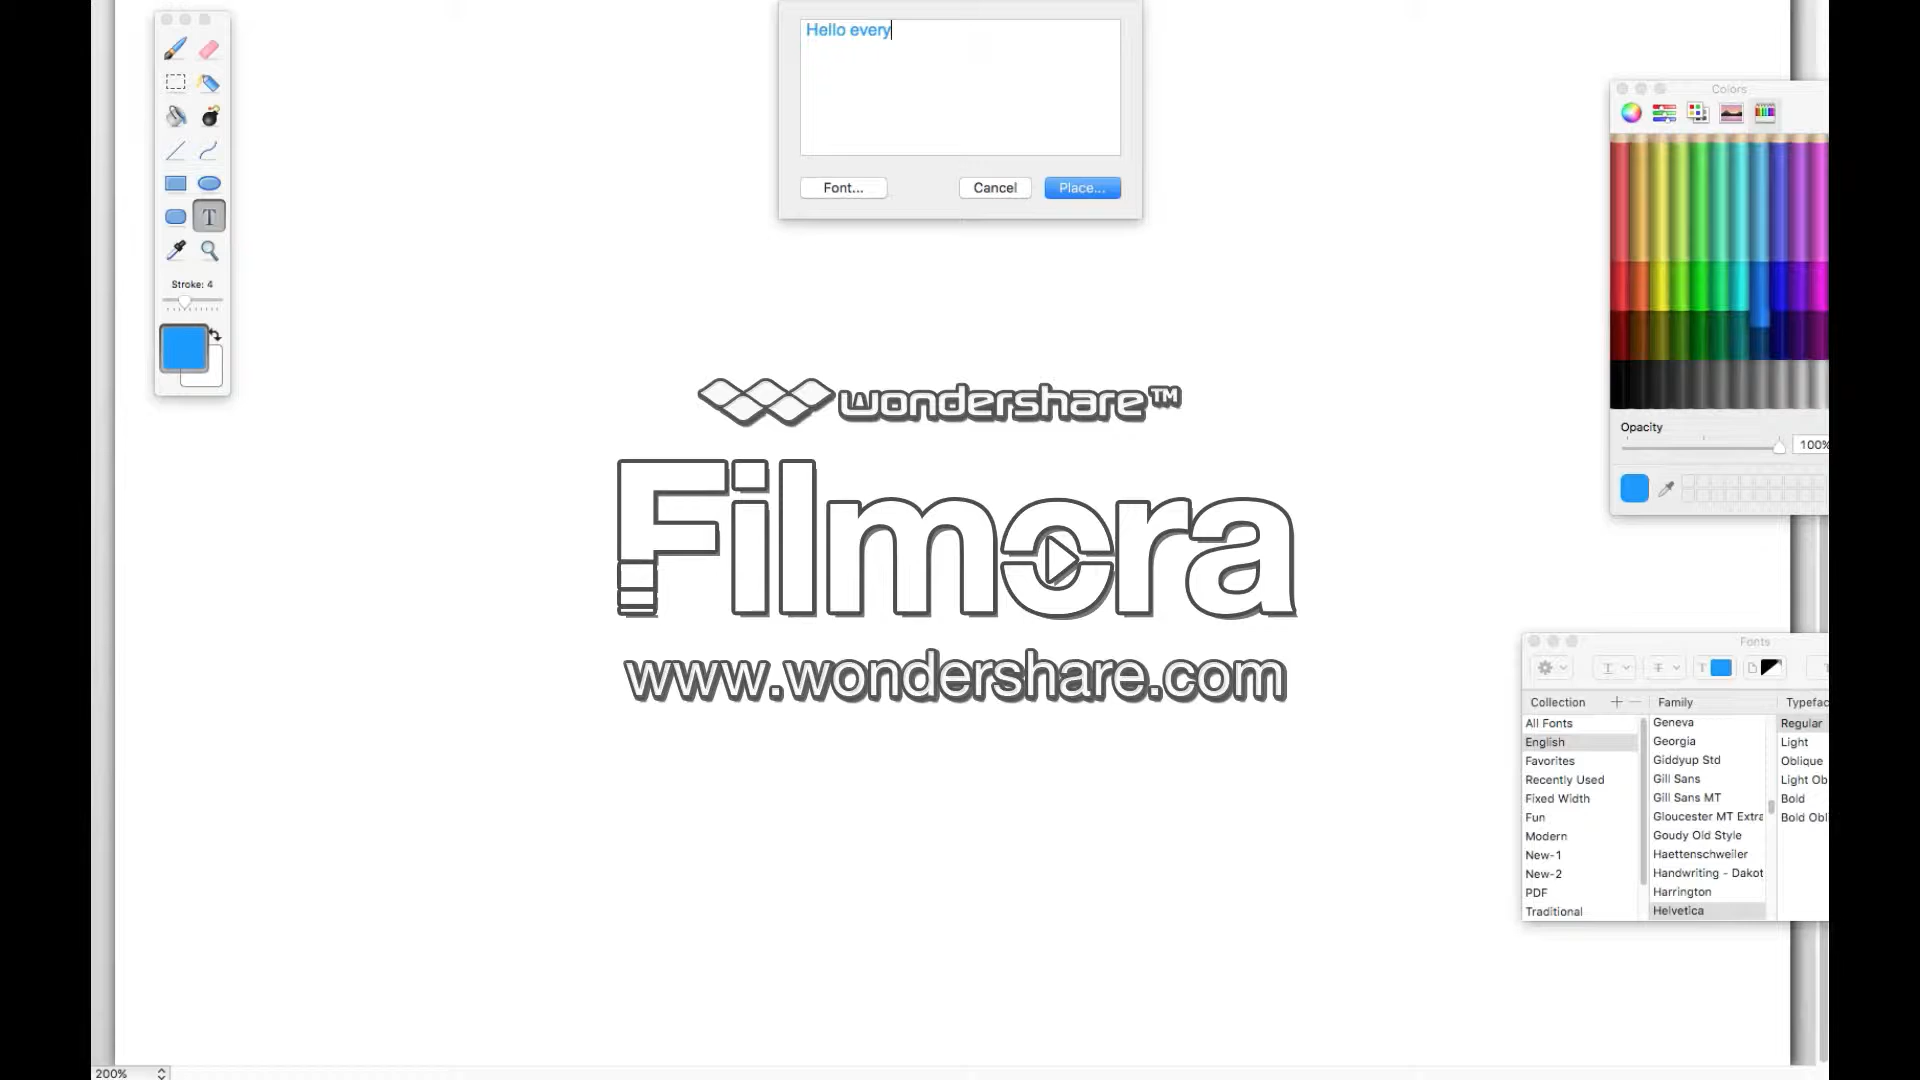 Hello every
Font...
Cancel
Place...
T
Stroke: 4
Colors
Opacity
100%
wondershare™
Filmora
www.wondershare.com
Fonts
Collection
Family
Typefac
All Fonts
English
Favorites
Recently Used
Fixed Width
Fun
Modern
New-1
New-2
PDF
Traditional
Geneva
Georgia
Giddyup Std
Gill Sans
Gill Sans MT
Gloucester MT Extra
Goudy Old Style
Haettenschweiler
Handwriting - Dakot
Harrington
Helvetica
Regular
Light
Oblique
Light Ob
Bold
Bold Obl
200%